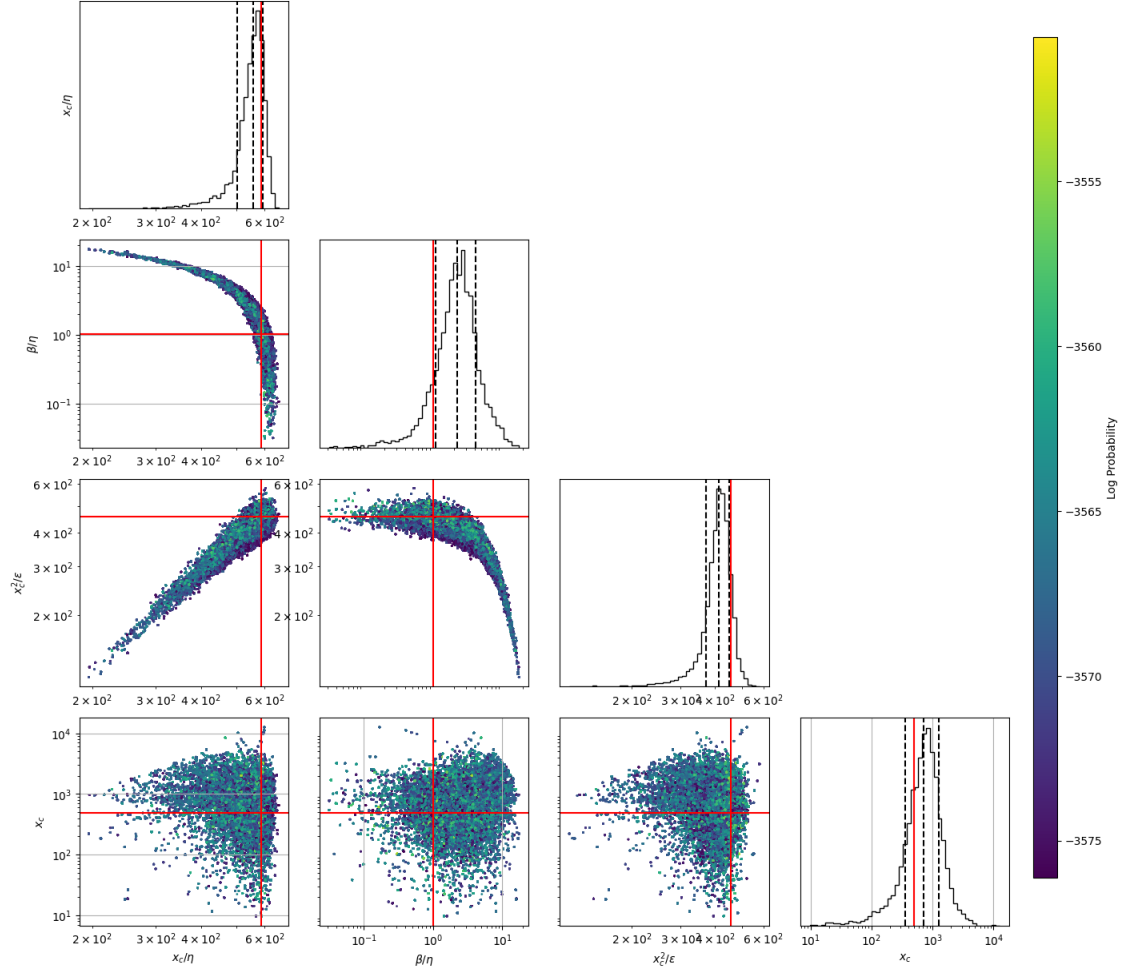 x_c/η
2 × 10² 3 × 10² 4 × 10² 6 × 10²
β/η
10¹
10⁰
10⁻¹
2 × 10² 3 × 10² 4 × 10² 6 × 10²
x_c²/ε
6 × 10²
4 × 10²
3 × 10²
2 × 10²
6 × 10²
4 × 10²
3 × 10²
2 × 10²
2 × 10² 3 × 10² 4 × 10² 6 × 10²
2 × 10² 3 × 10² 4 × 10² 6 × 10²
x_c
10⁴
10³
10²
10¹
2 × 10² 3 × 10² 4 × 10² 6 × 10²
x_c/η
10⁻¹ 10⁰ 10¹
β/η
2 × 10² 3 × 10² 4 × 10² 6 × 10²
x_c²/ε
10¹ 10² 10³ 10⁴
x_c
−3555
−3560
−3565
−3570
−3575
Log Probability